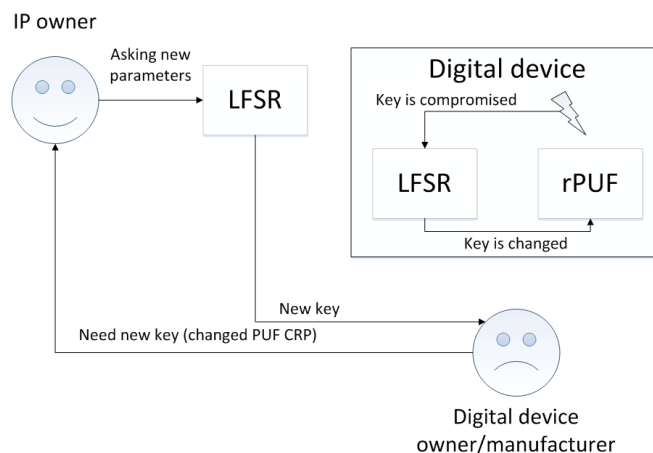 IP owner
Asking new
parameters
LFSR
Digital device
Key is compromised
LFSR
rPUF
Key is changed
New key
Need new key (changed PUF CRP)
Digital device
owner/manufacturer